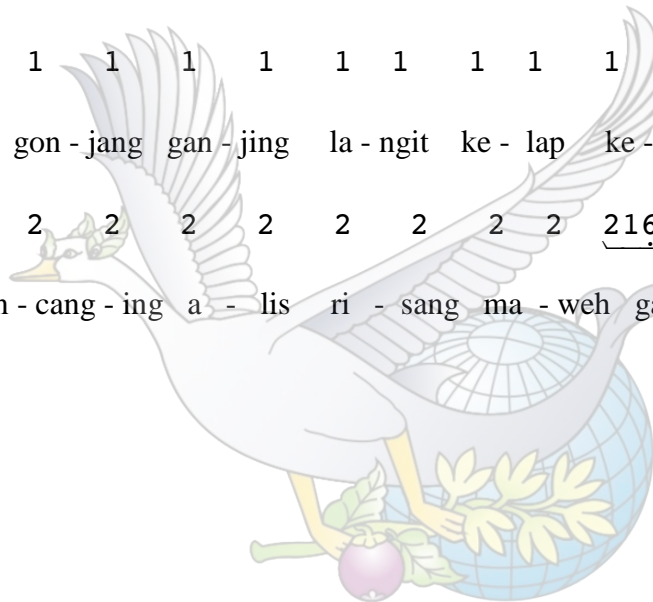 1 1 1 1 1 1 1 1 1
gon - jang gan - jing la - ngit ke - lap ke -
2 2 2 2 2 2 2 2 216
- cang - ing a - lis ri - sang ma - weh